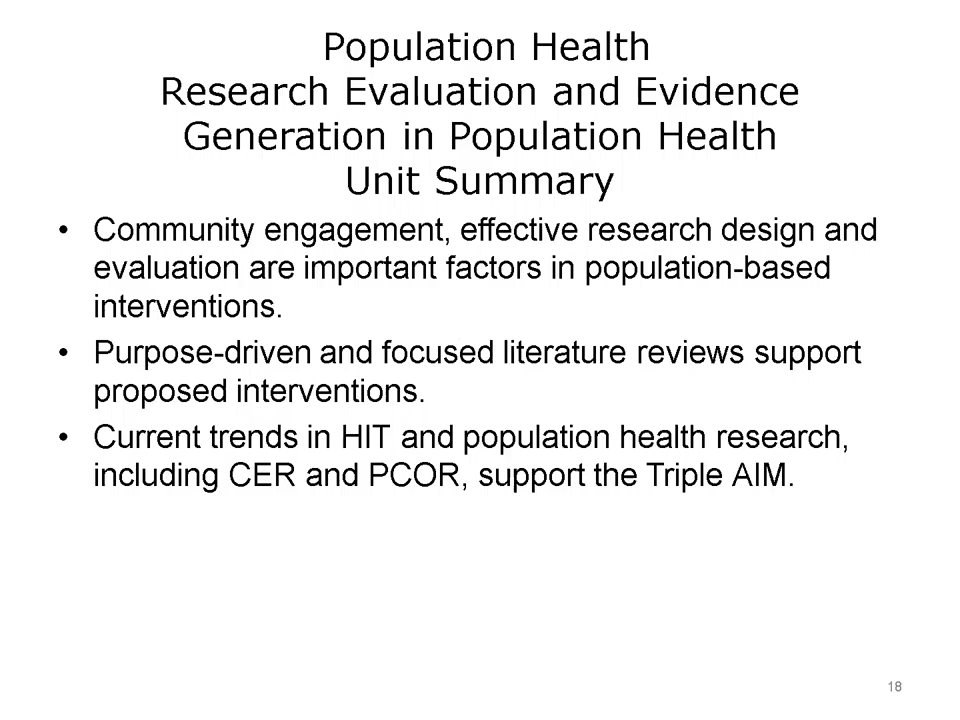 Population Health
Research Evaluation and Evidence
Generation in Population Health
Unit Summary
• Community engagement, effective research design and
evaluation are important factors in population-based
interventions.
• Purpose-driven and focused literature reviews support
proposed interventions.
• Current trends in HIT and population health research,
including CER and PCOR, support the Triple AIM.
18